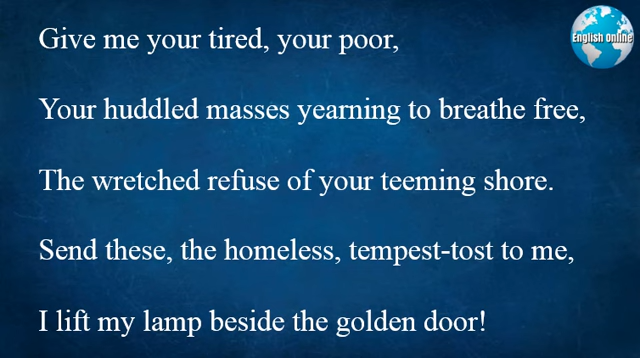 Give me your tired, your poor,
English online
Your huddled masses yearning to breathe free,
The wretched refuse of your teeming shore.
Send these, the homeless, tempest-tost to me,
I lift my lamp beside the golden door!